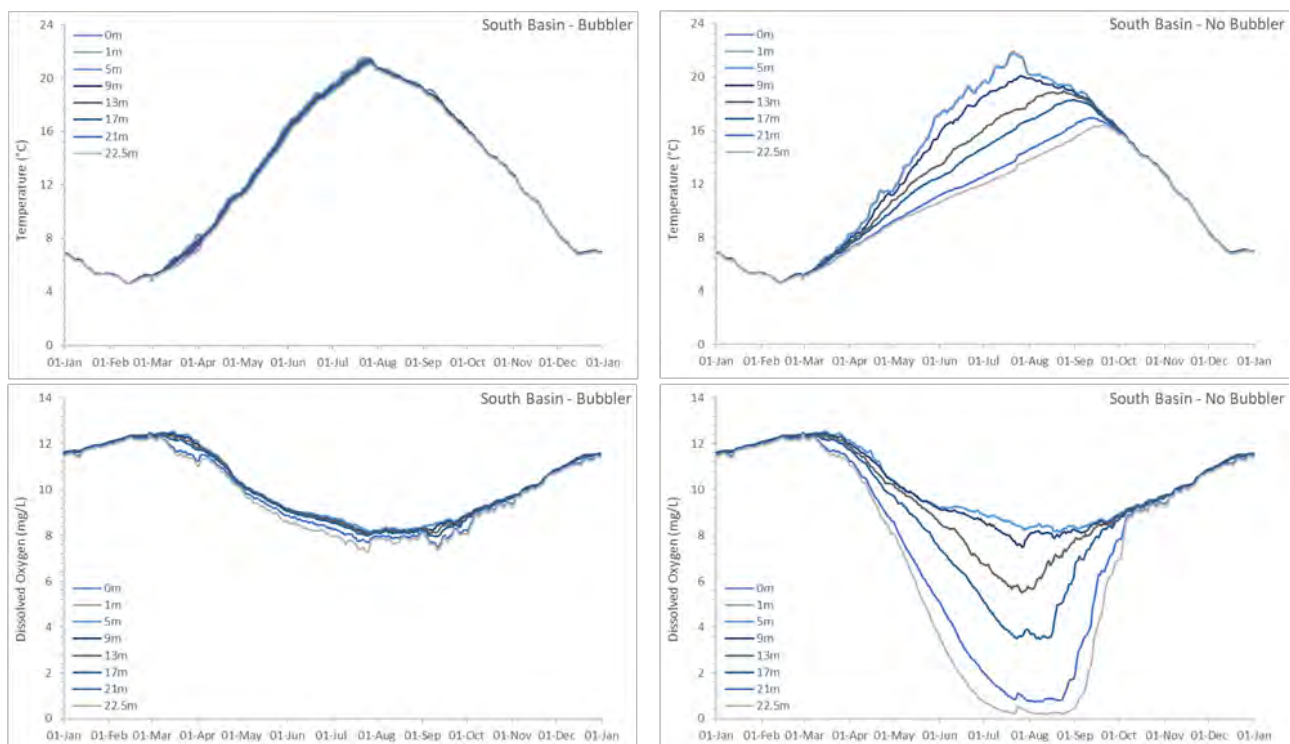 South Basin - Bubbler
24
20
16
12
8
4
0
Temperature (°C)
0m
1m
5m
9m
13m
17m
21m
22.5m
01-Jan 01-Feb 01-Mar 01-Apr 01-May 01-Jun 01-Jul 01-Aug 01-Sep 01-Oct 01-Nov 01-Dec 01-Jan
South Basin - No Bubbler
24
20
16
12
8
4
0
Temperature (°C)
0m
1m
5m
9m
13m
17m
21m
22.5m
01-Jan 01-Feb 01-Mar 01-Apr 01-May 01-Jun 01-Jul 01-Aug 01-Sep 01-Oct 01-Nov 01-Dec 01-Jan
South Basin - Bubbler
14
12
10
8
6
4
2
0
Dissolved Oxygen (mg/L)
0m
1m
5m
9m
13m
17m
21m
22.5m
01-Jan 01-Feb 01-Mar 01-Apr 01-May 01-Jun 01-Jul 01-Aug 01-Sep 01-Oct 01-Nov 01-Dec 01-Jan
South Basin - No Bubbler
14
12
10
8
6
4
2
0
Dissolved Oxygen (mg/L)
0m
1m
5m
9m
13m
17m
21m
22.5m
01-Jan 01-Feb 01-Mar 01-Apr 01-May 01-Jun 01-Jul 01-Aug 01-Sep 01-Oct 01-Nov 01-Dec 01-Jan